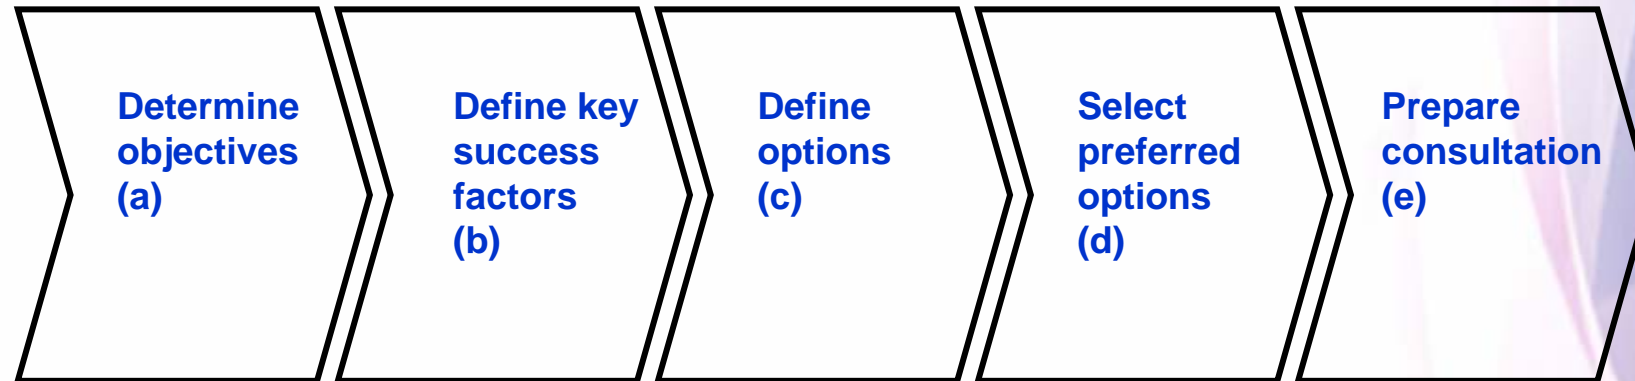 Determine
objectives
(a)
Define key
success
factors
(b)
Define
options
(c)
Select
preferred
options
(d)
Prepare
consultation
(e)